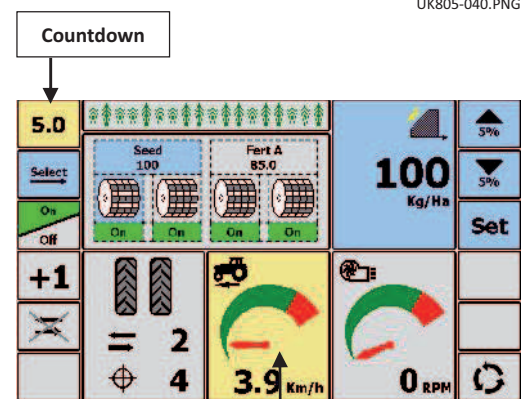 UK805-040.PNG
Countdown
5.0
5%
Select
Seed
100
Fert A
85.0
100
Kg/Ha
5%
On
Off
On
On
On
On
Set
+1
2
4
3.9 Km/h
0 RPM